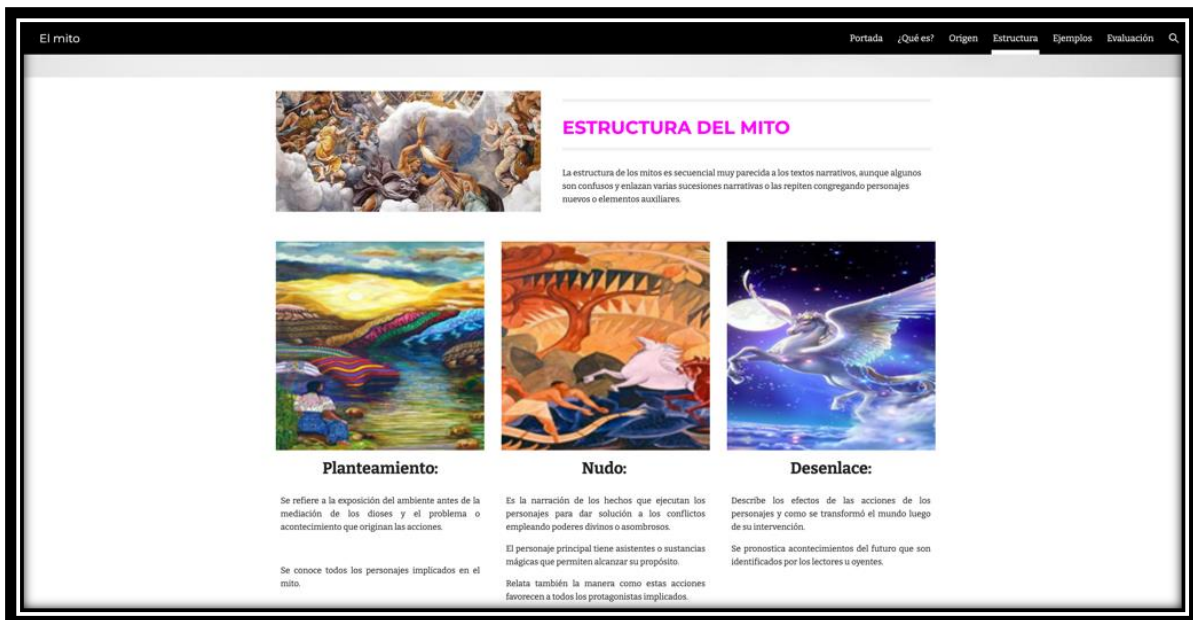 El mito
Portada ¿Qué es? Origen Estructura Ejemplos Evaluación
ESTRUCTURA DEL MITO
La estructura de los mitos es secuencial muy parecida a los textos narrativos, aunque algunos
son confusos y enlazan varias sucesiones narrativas o las repiten congregando personajes
nuevos o elementos auxiliares.
Planteamiento:
Se refiere a la exposición del ambiente antes de la
mediación de los dioses y el problema o
acontecimiento que originan las acciones.
Se conoce todos los personajes implicados en el
mito.
Nudo:
Es la narración de los hechos que ejecutan los
personajes para dar solución a los conflictos
empleando poderes divinos o asombrosos.
El personaje principal tiene asistentes o sustancias
mágicas que permiten alcanzar su propósito.
Relata también la manera como estas acciones
favorecen a todos los protagonistas implicados.
Desenlace:
Describe los efectos de las acciones de los
personajes y como se transformó el mundo luego
de su intervención.
Se pronostica acontecimientos del futuro que son
identificados por los lectores u oyentes.